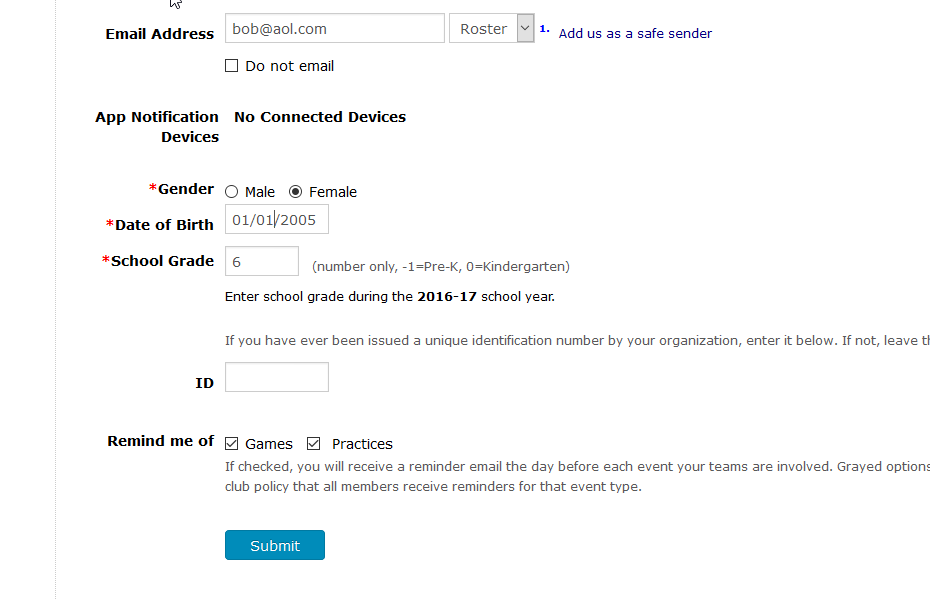 Email Address bob@aol.com Roster 1. Add us as a safe sender
Do not email
App Notification Devices No Connected Devices
*Gender Male Female
*Date of Birth 01/01/2005
*School Grade 6 (number only, -1=Pre-K, 0=Kindergarten)
Enter school grade during the 2016-17 school year.
If you have ever been issued a unique identification number by your organization, enter it below. If not, leave
ID
Remind me of Games Practices
If checked, you will receive a reminder email the day before each event your teams are involved. Grayed options
club policy that all members receive reminders for that event type.
Submit